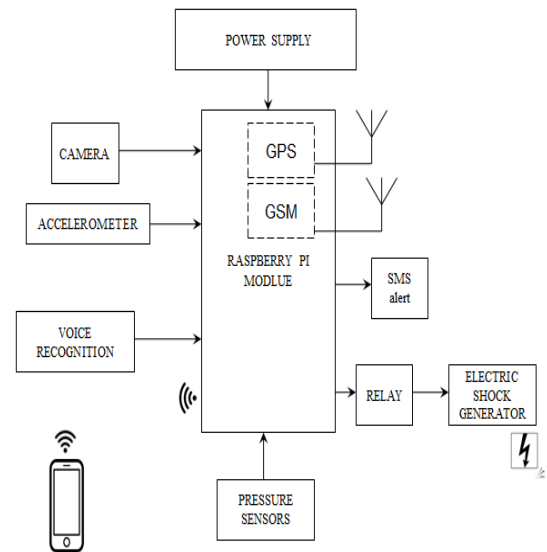 POWER SUPPLY
CAMERA
GPS
GSM
ACCELEROMETER
RASPBERRY PI
MODLUE
SMS
alert
VOICE
RECOGNITION
RELAY
ELECTRIC
SHOCK
GENERATOR
PRESSURE
SENSORS